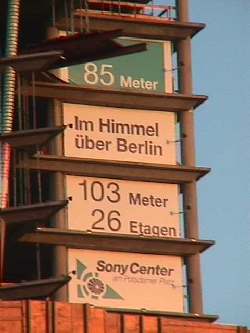 85 Meter
Im Himmel
über Berlin
103 Meter
26 Etagen
Sony Center
am Potsdamer Platz